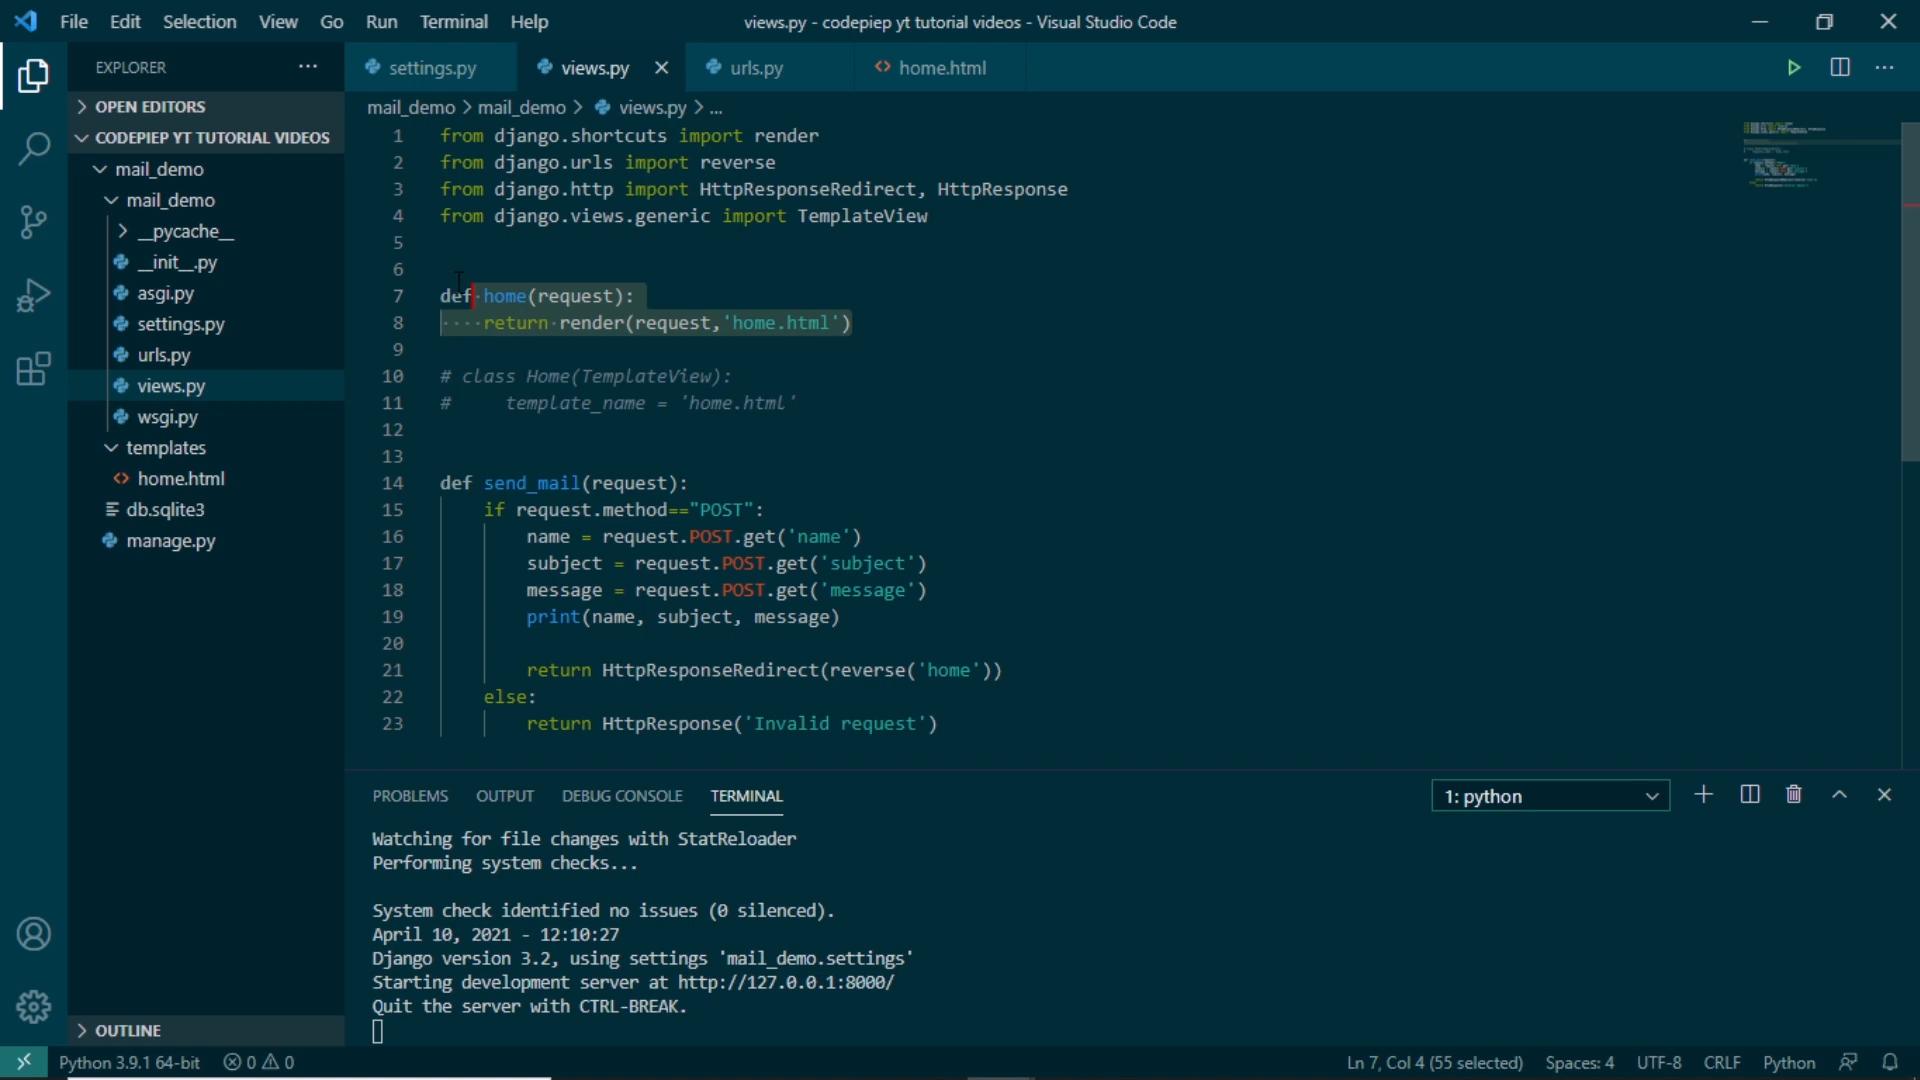 File Edit Selection View Go Run Terminal Help
views.py - codepiep yt tutorial videos - Visual Studio Code
EXPLORER
settings.py
views.py
urls.py
home.html
OPEN EDITORS
CODEPIEP YT TUTORIAL VIDEOS
mail_demo
mail_demo
__pycache__
__init__.py
asgi.py
settings.py
urls.py
views.py
wsgi.py
templates
home.html
db.sqlite3
manage.py
OUTLINE
mail_demo > mail_demo > views.py > ...
1 from django.shortcuts import render
2 from django.urls import reverse
3 from django.http import HttpResponseRedirect, HttpResponse
4 from django.views.generic import TemplateView
5
6
7 def home(request):
8 return render(request,'home.html')
9
10 # class Home(TemplateView):
11 # template_name = 'home.html'
12
13
14 def send_mail(request):
15 if request.method=="POST":
16 name = request.POST.get('name')
17 subject = request.POST.get('subject')
18 message = request.POST.get('message')
19 print(name, subject, message)
20
21 return HttpResponseRedirect(reverse('home'))
22 else:
23 return HttpResponse('Invalid request')
PROBLEMS OUTPUT DEBUG CONSOLE TERMINAL
1: python
Watching for file changes with StatReloader
Performing system checks...
System check identified no issues (0 silenced).
April 10, 2021 - 12:10:27
Django version 3.2, using settings 'mail_demo.settings'
Starting development server at http://127.0.0.1:8000/
Quit the server with CTRL-BREAK.
Python 3.9.1 64-bit 0 0
Ln 7, Col 4 (55 selected) Spaces: 4 UTF-8 CRLF Python